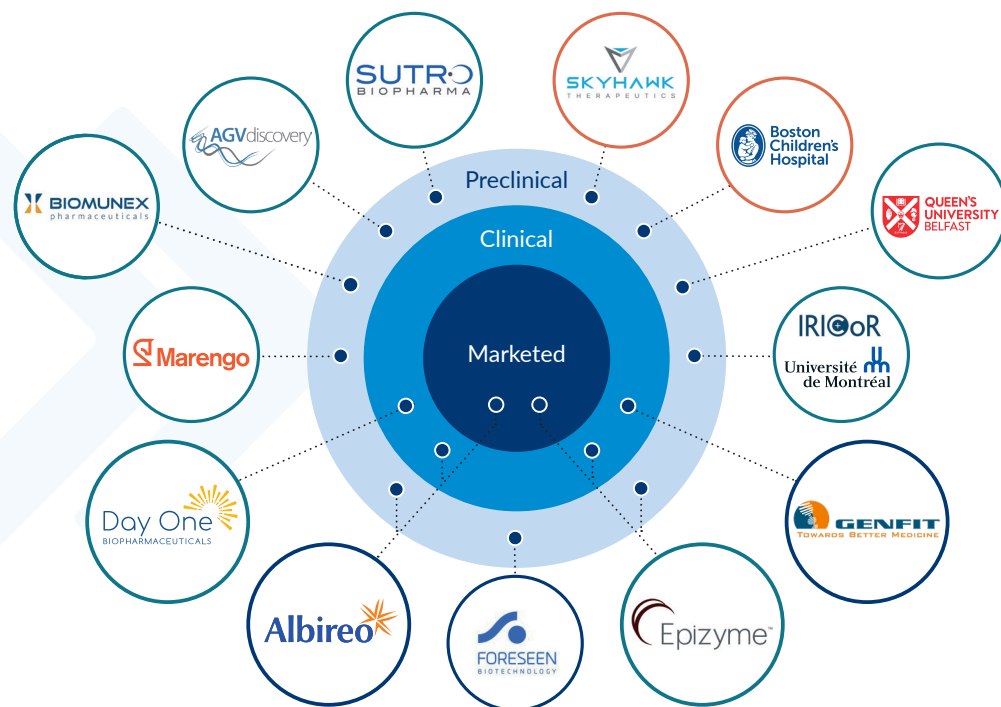 SUTRO
BIOPHARMA
SKYHAWK
THERAPEUTICS
AGVdiscovery
Boston
Children's
Hospital
BIOMUNEX
pharmaceuticals
Preclinical
QUEEN'S
UNIVERSITY
BELFAST
Clinical
Marengo
Marketed
IRICoR
Université
de Montréal
Day One
BIOPHARMACEUTICALS
GENFIT
TOWARDS BETTER MEDICINE
Albireo
FORESEEN
BIOTECHNOLOGY
Epizyme™